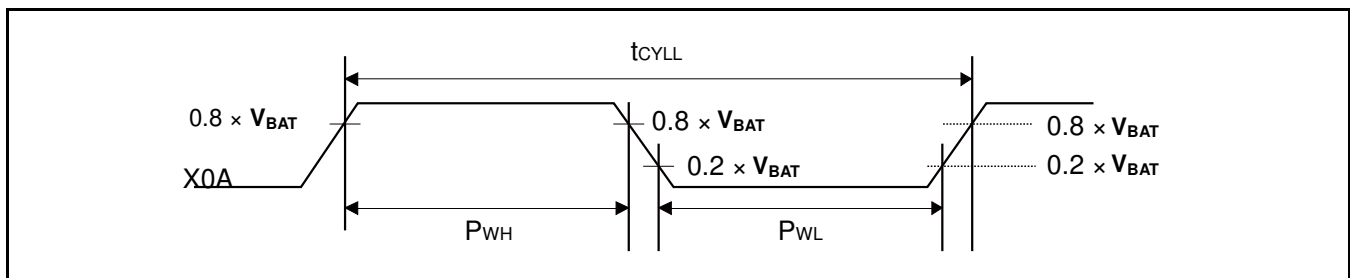 tCYLL
0.8 × VBAT
0.8 × VBAT
0.8 × VBAT
0.2 × VBAT
0.2 × VBAT
X0A
PWH
PWL